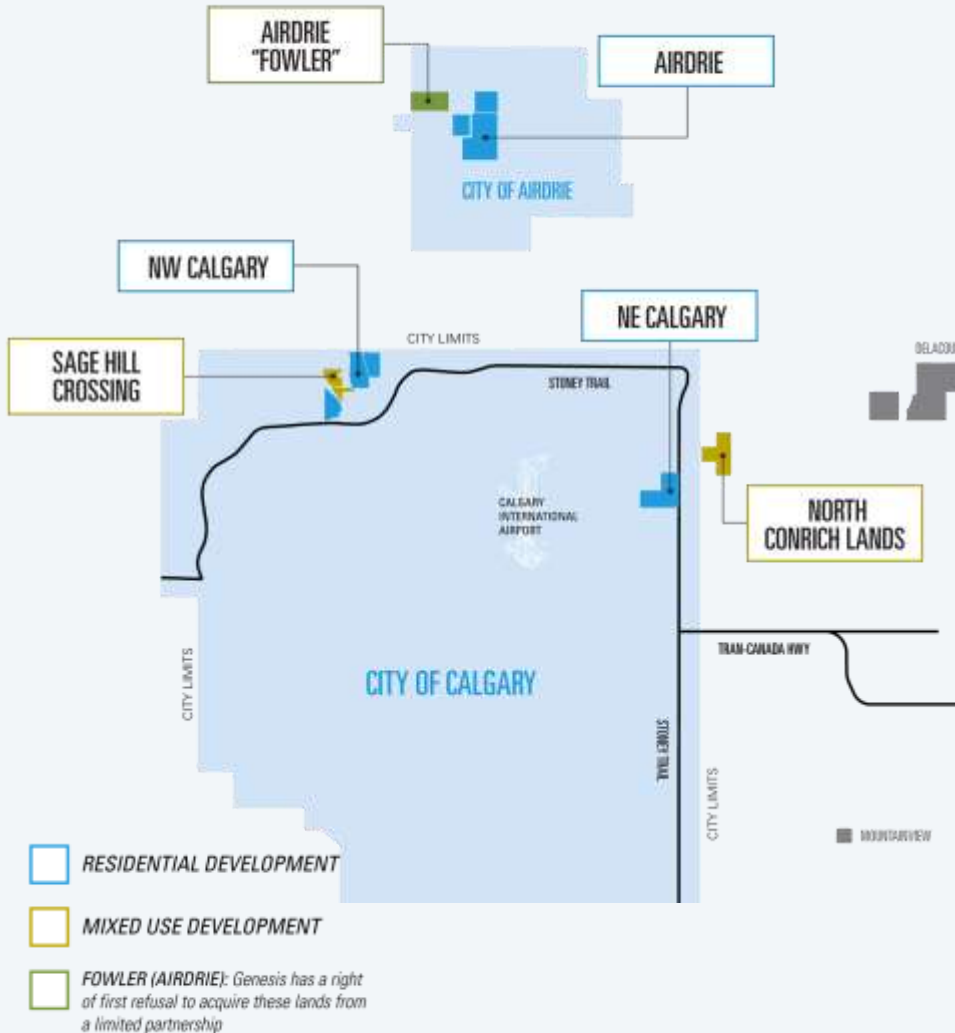 AIRDRIE
"FOWLER"
AIRDRIE
CITY OF AIRDRIE
NW CALGARY
NE CALGARY
CITY LIMITS
SAGE HILL
CROSSING
STONEY TRAIL
CALGARY
INTERNATIONAL
AIRPORT
NORTH
CONRICH LANDS
TRAN-CANADA HWY
CITY LIMITS
CITY OF CALGARY
STONEY TRAIL
CITY LIMITS
MOUNTAINVIEW
RESIDENTIAL DEVELOPMENT
MIXED USE DEVELOPMENT
FOWLER (AIRDRIE): Genesis has a right
of first refusal to acquire these lands from
a limited partnership